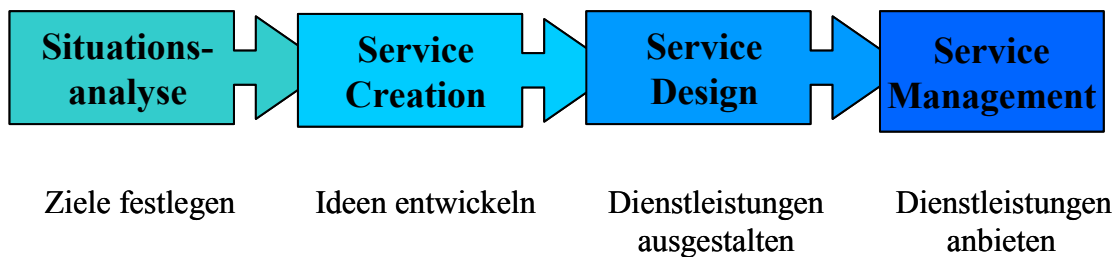 Situations-
analyse
Service
Creation
Service
Design
Service
Management
Ziele festlegen
Ideen entwickeln
Dienstleistungen
ausgestalten
Dienstleistungen
anbieten